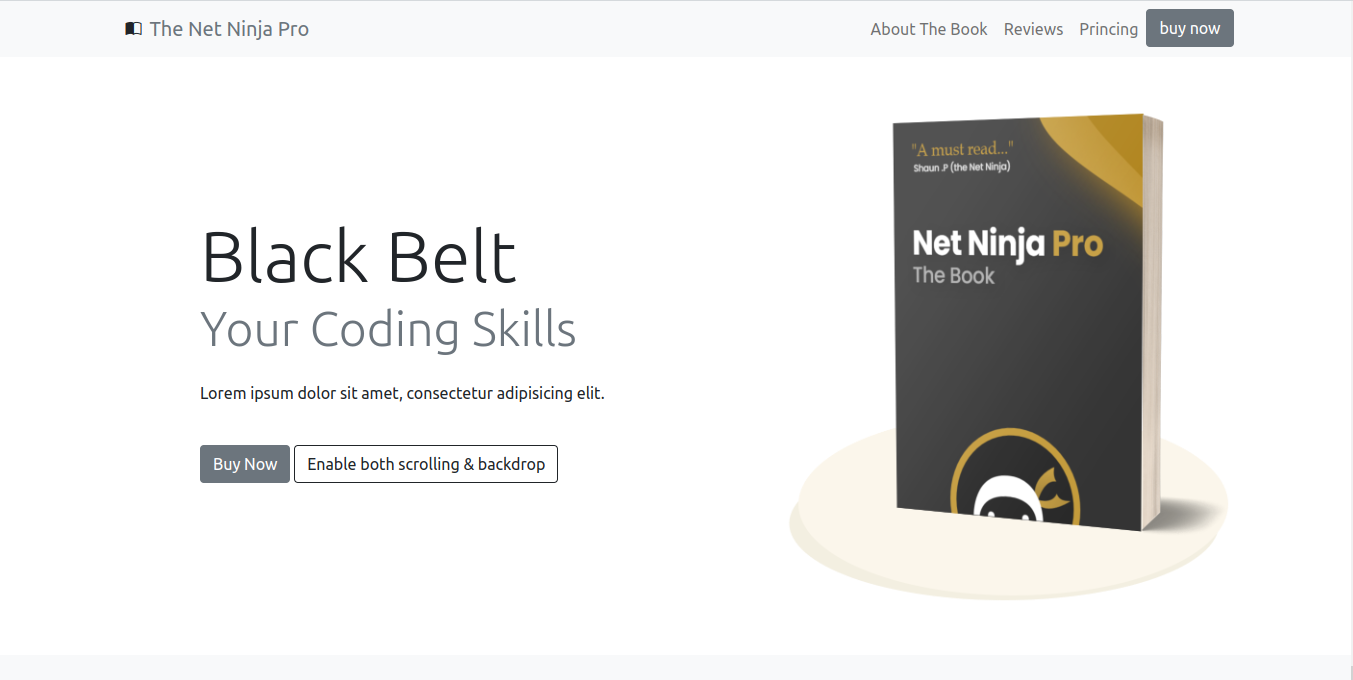 The Net Ninja Pro
About The Book
Reviews
Princing
buy now
Black Belt
Your Coding Skills
Lorem ipsum dolor sit amet, consectetur adipisicing elit.
Buy Now
Enable both scrolling & backdrop
"A must read..."
Shaun .P (the Net Ninja)
Net Ninja Pro
The Book